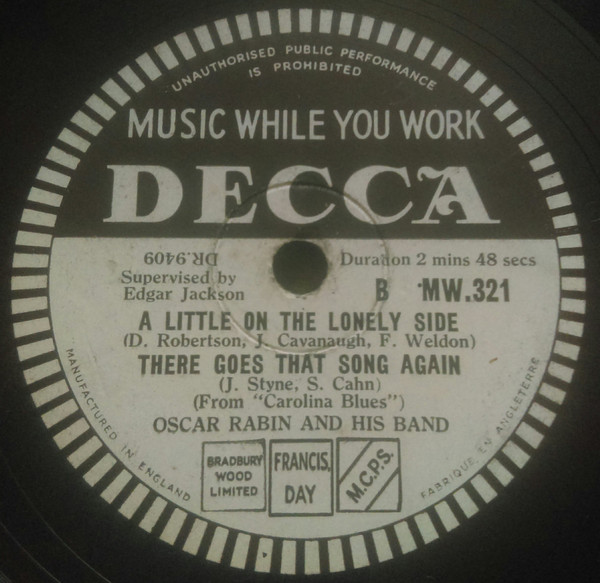 UNAUTHORISED PUBLIC PERFORMANCE
IS PROHIBITED
MUSIC WHILE YOU WORK
DECCA
DR.9409
Duration 2 mins 48 secs
Supervised by
Edgar Jackson
B MW.321
A LITTLE ON THE LONELY SIDE
(D. Robertson, J. Cavanaugh, F. Weldon)
THERE GOES THAT SONG AGAIN
(J. Styne, S. Cahn)
(From "Carolina Blues")
OSCAR RABIN AND HIS BAND
BRADBURY
WOOD
LIMITED
FRANCIS,
DAY
M.C.P.S.
MANUFACTURED IN ENGLAND
FABRIQUÉ EN ANGLETERRE